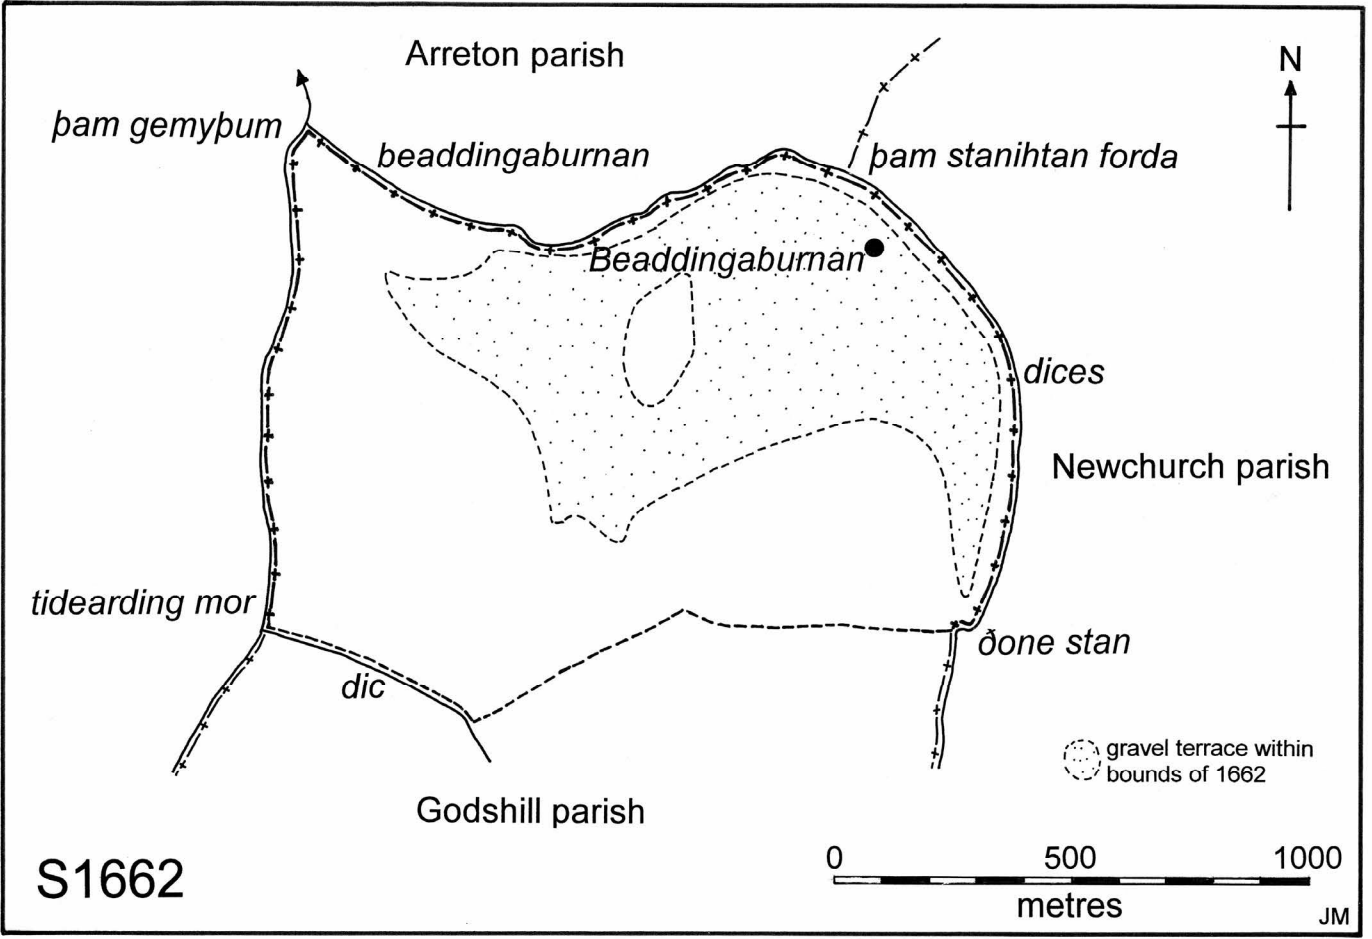 Arreton parish
N
þam gemyþum
beaddingaburnan
þam stanihtan forda
Beaddingaburnan
dices
Newchurch parish
tidearding mor
ðone stan
dic
gravel terrace within
bounds of 1662
Godshill parish
S1662
0 500 1000
metres
JM